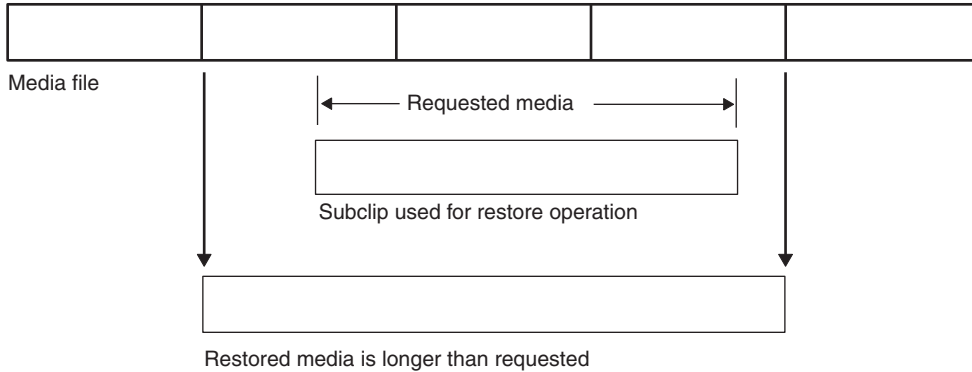 Media file
Requested media
Subclip used for restore operation
Restored media is longer than requested